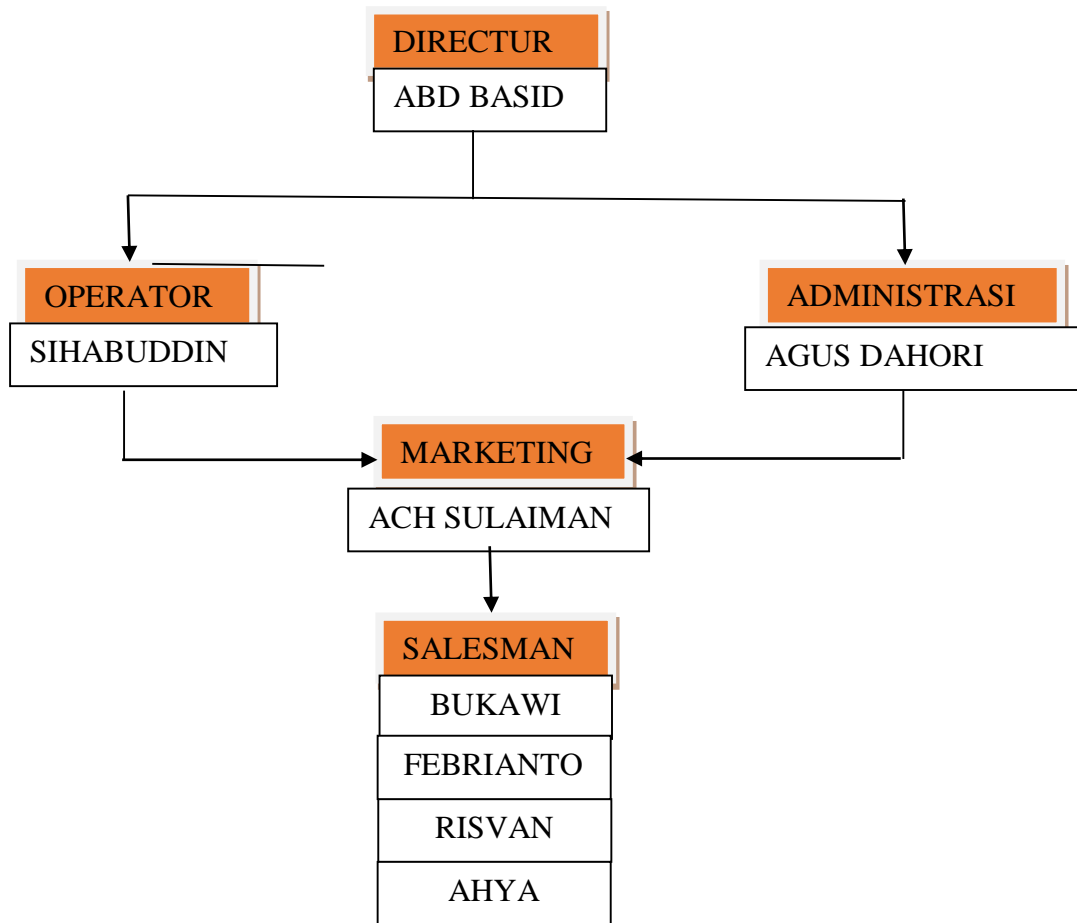 DIRECTUR
ABD BASID
OPERATOR
SIHABUDDIN
ADMINISTRASI
AGUS DAHORI
MARKETING
ACH SULAIMAN
SALESMAN
BUKAWI
FEBRIANTO
RISVAN
AHYA